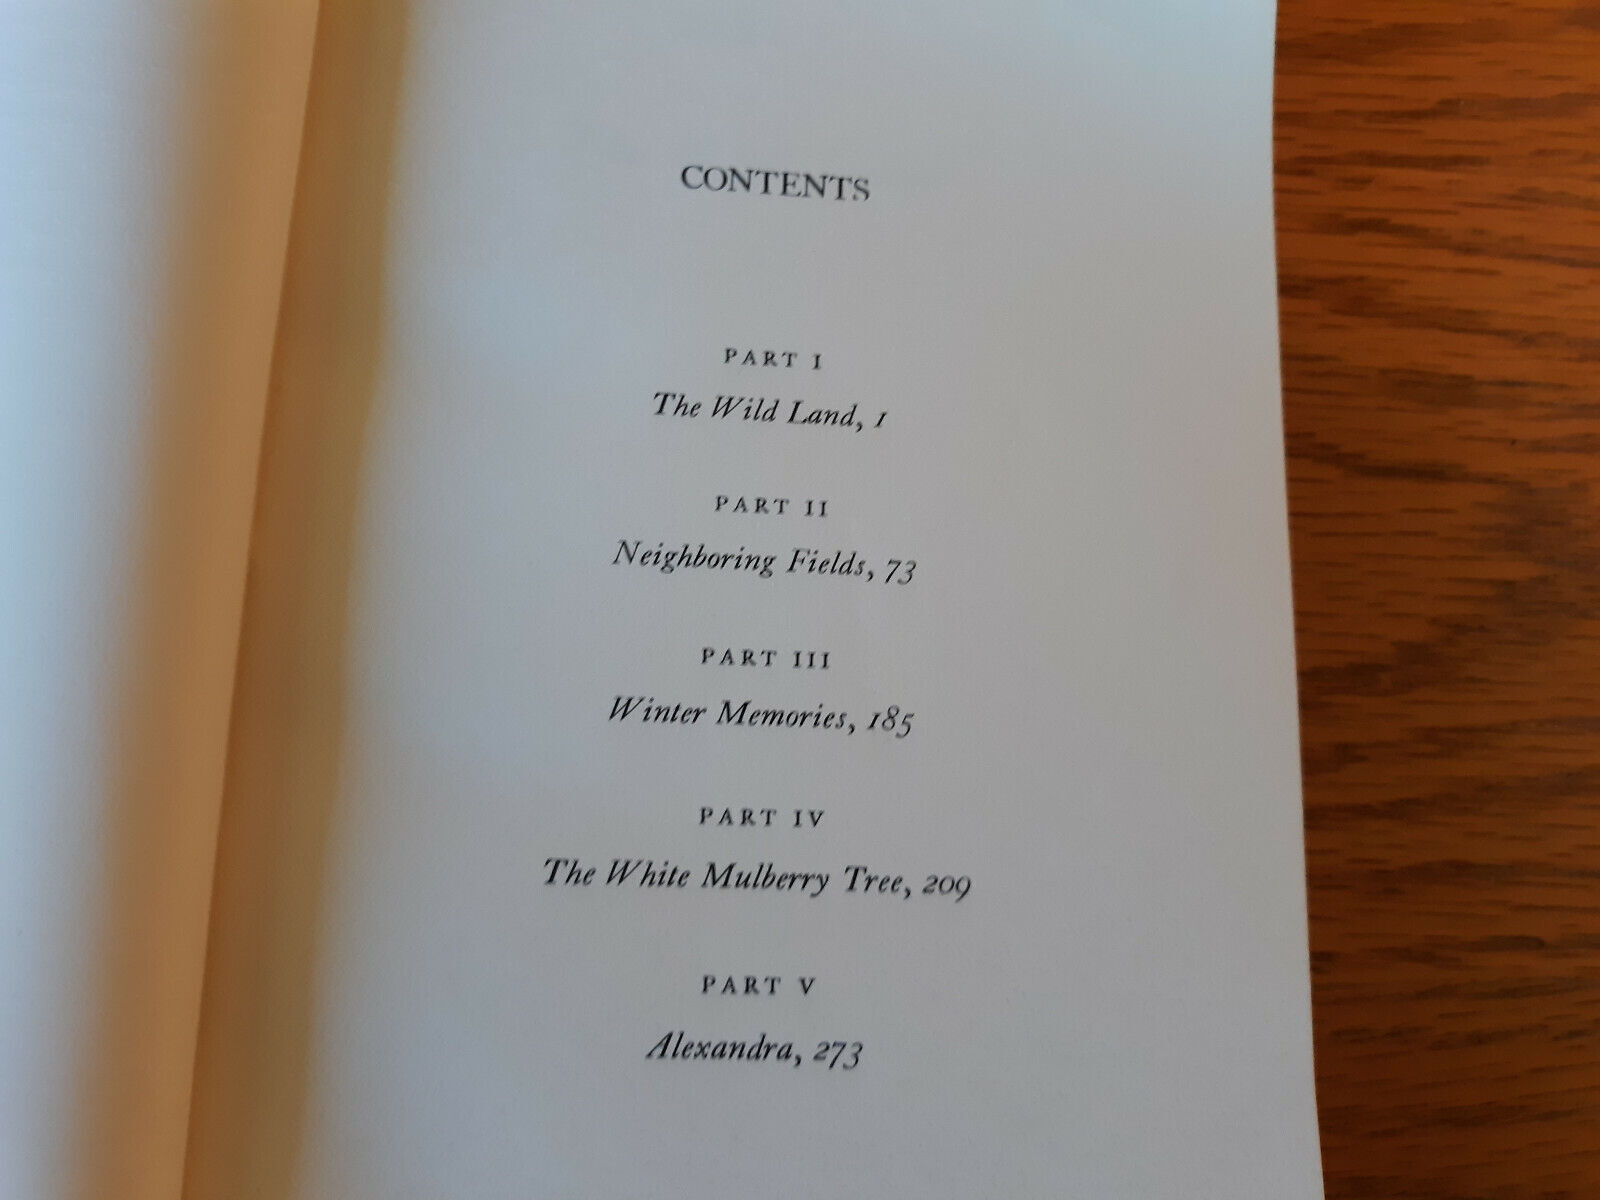 CONTENTS
PART I
The Wild Land, 1
PART II
Neighboring Fields, 73
PART III
Winter Memories, 185
PART IV
The White Mulberry Tree, 209
PART V
Alexandra, 273